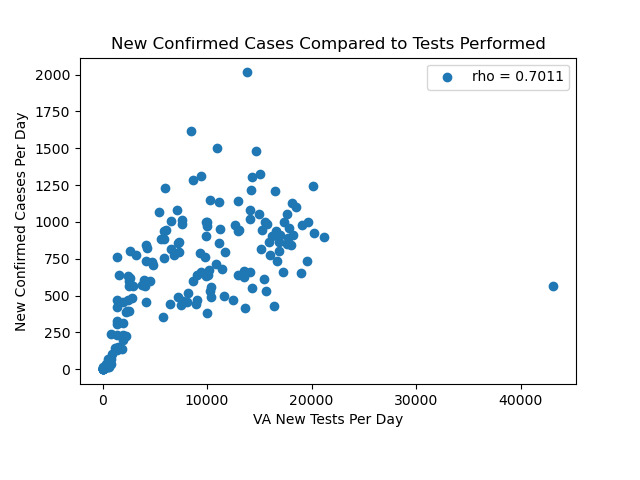 New Confirmed Cases Compared to Tests Performed
rho = 0.7011
2000
1750
1500
1250
1000
750
500
250
0
New Confirmed Caeses Per Day
0 10000 20000 30000 40000
VA New Tests Per Day